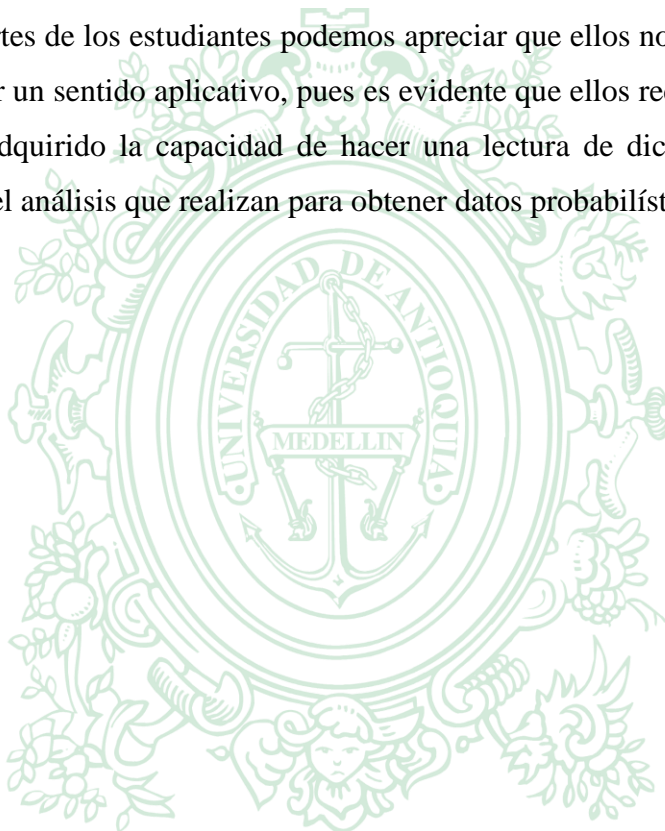 rtes de los estudiantes podemos apreciar que ellos no
r un sentido aplicativo, pues es evidente que ellos rec
dquirido la capacidad de hacer una lectura de dic
el análisis que realizan para obtener datos probabilíst
UNIVERSIDAD DE ANTIOQUIA
MEDELLIN